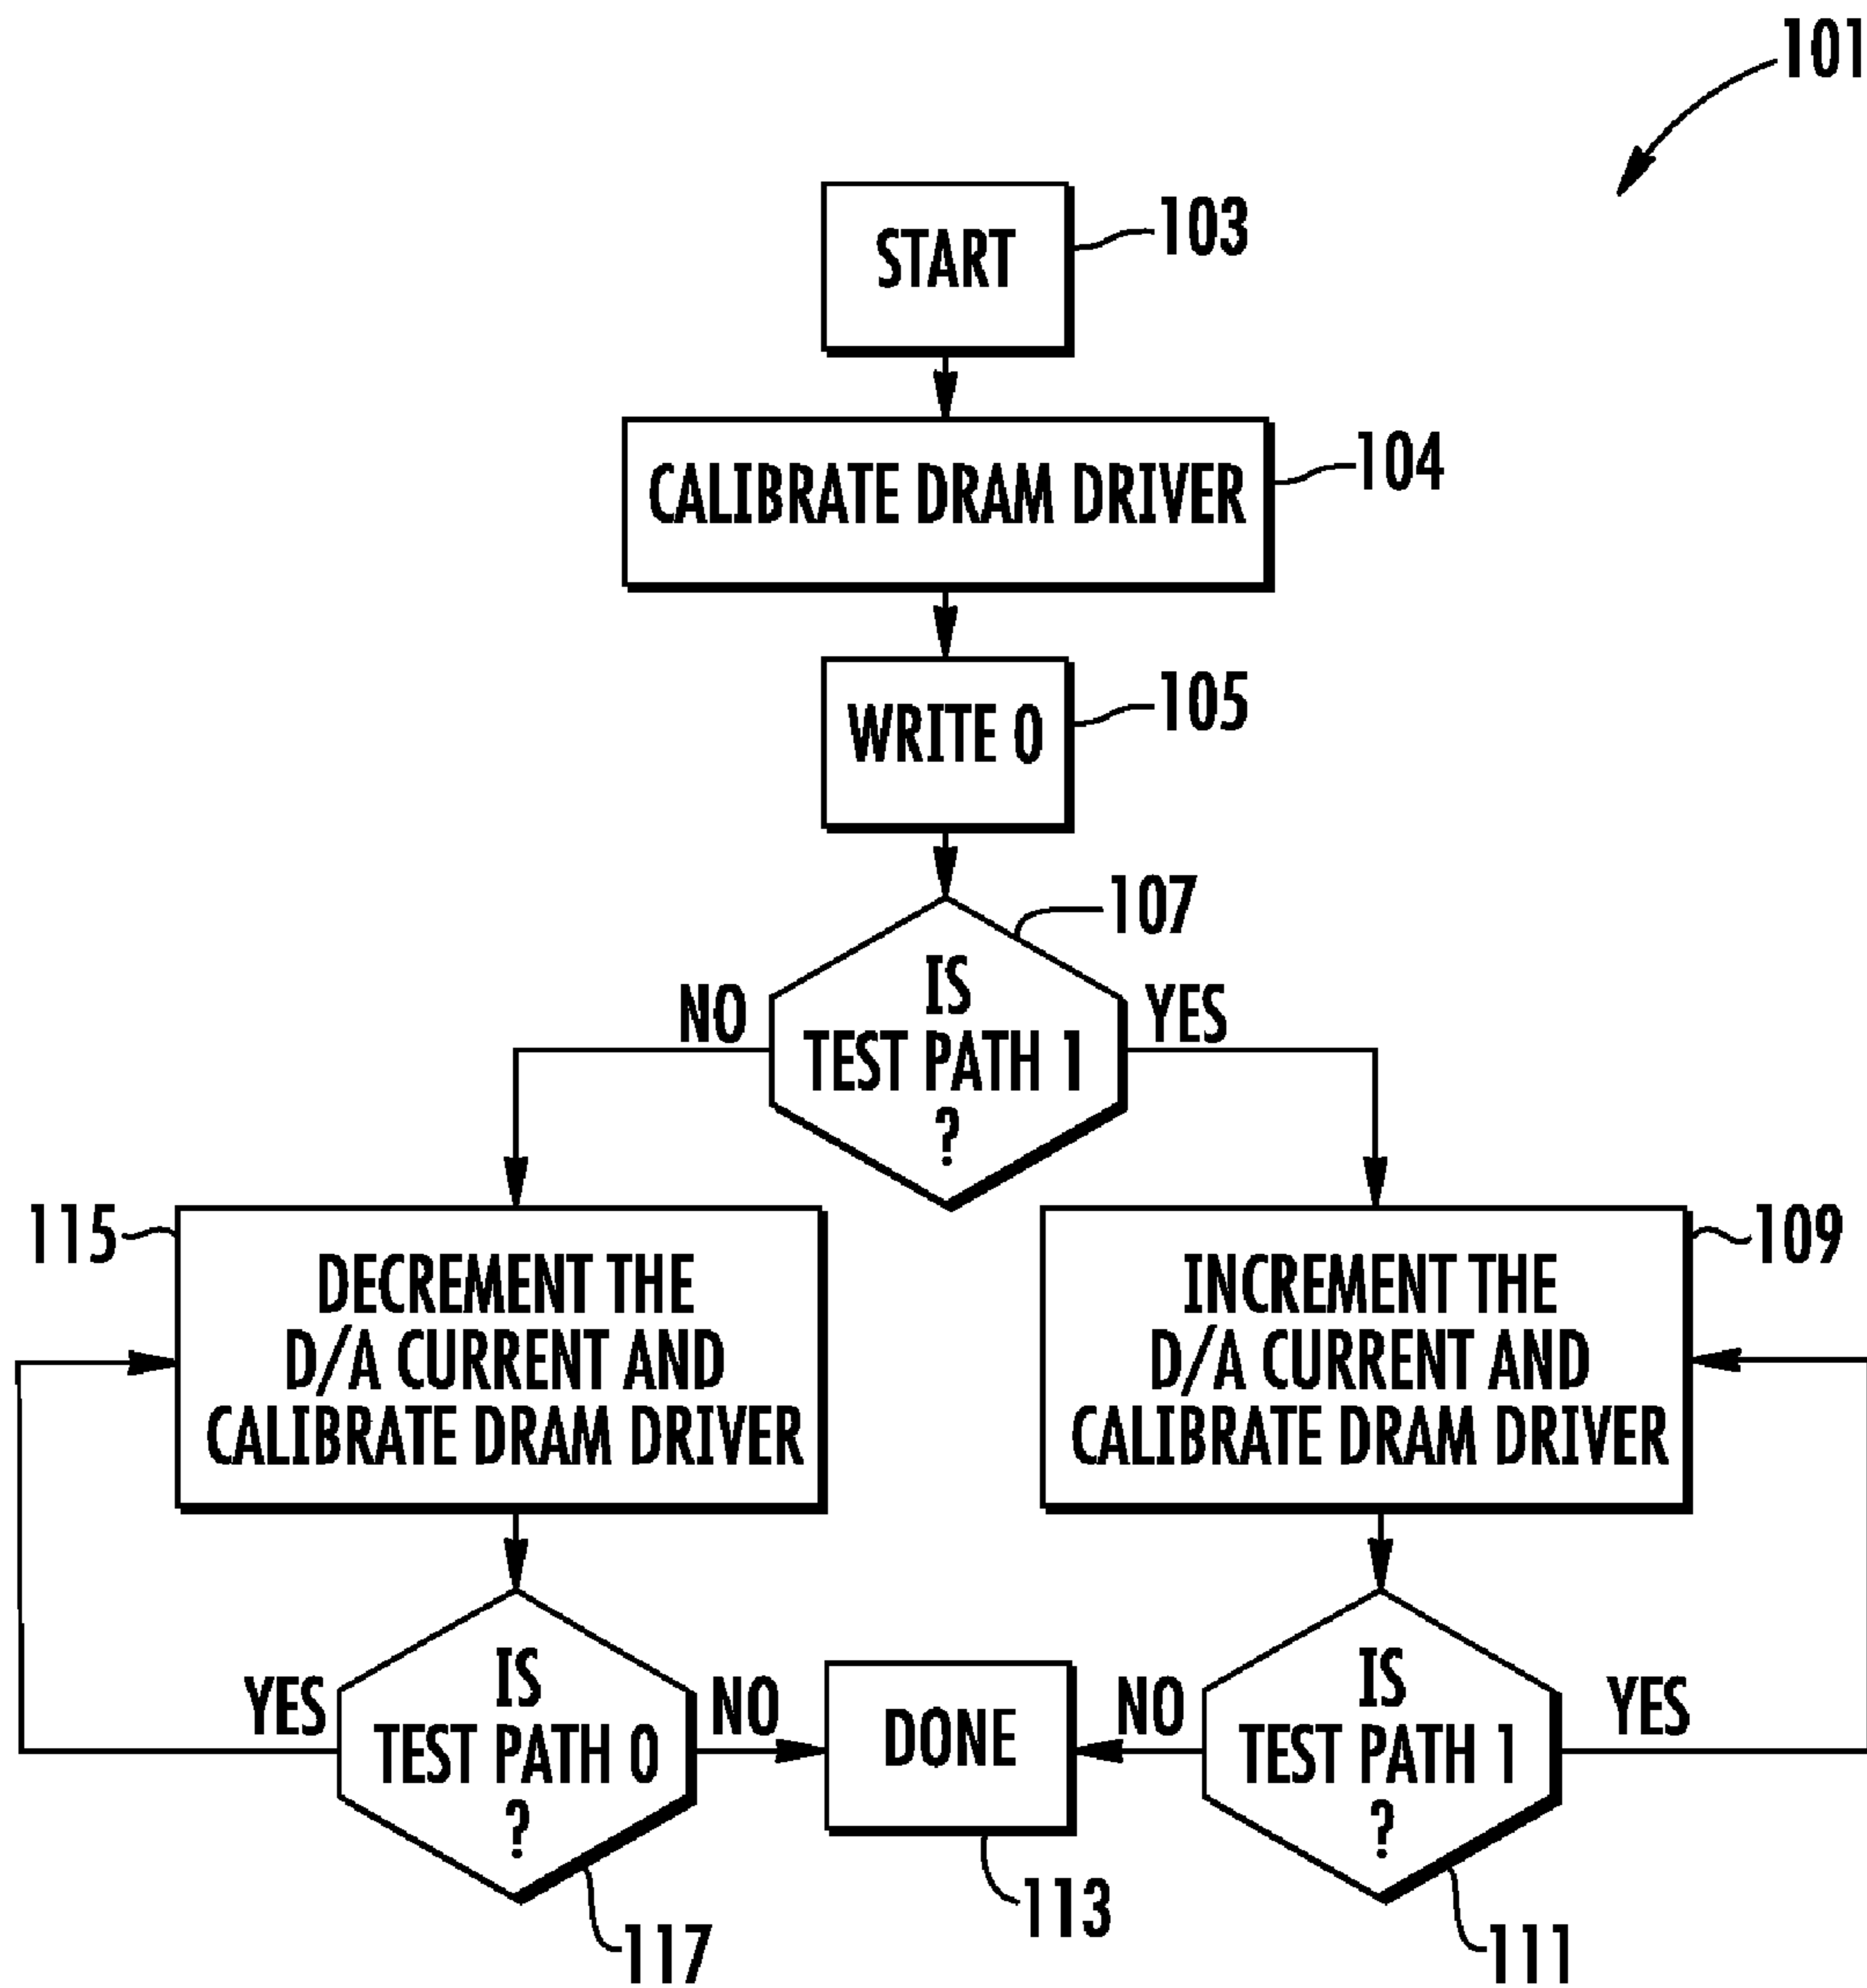 101
START
103
CALIBRATE DRAM DRIVER
104
WRITE 0
105
107
IS
TEST PATH 1
?
NO
YES
115
DECREMENT THE
D/A CURRENT AND
CALIBRATE DRAM DRIVER
109
INCREMENT THE
D/A CURRENT AND
CALIBRATE DRAM DRIVER
YES
IS
TEST PATH 0
?
NO
DONE
NO
IS
TEST PATH 1
?
YES
117
113
111